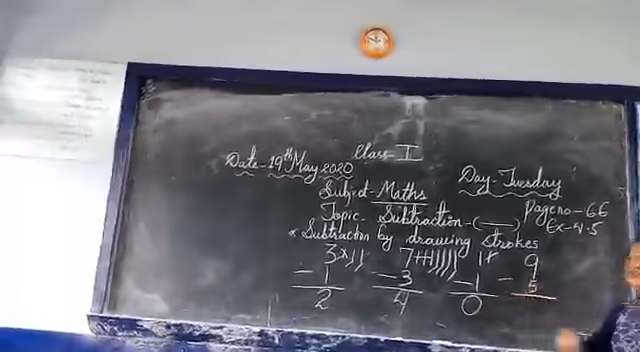 Class-I
Date-19th May 2020
Day-Tuesday
Subject-Maths
Page no-66
Topic- Subtraction-(—)
Ex-4.5
* Subtraction by drawing strokes
3 7 1 9
-1 -3 -1 -5
2 4 0